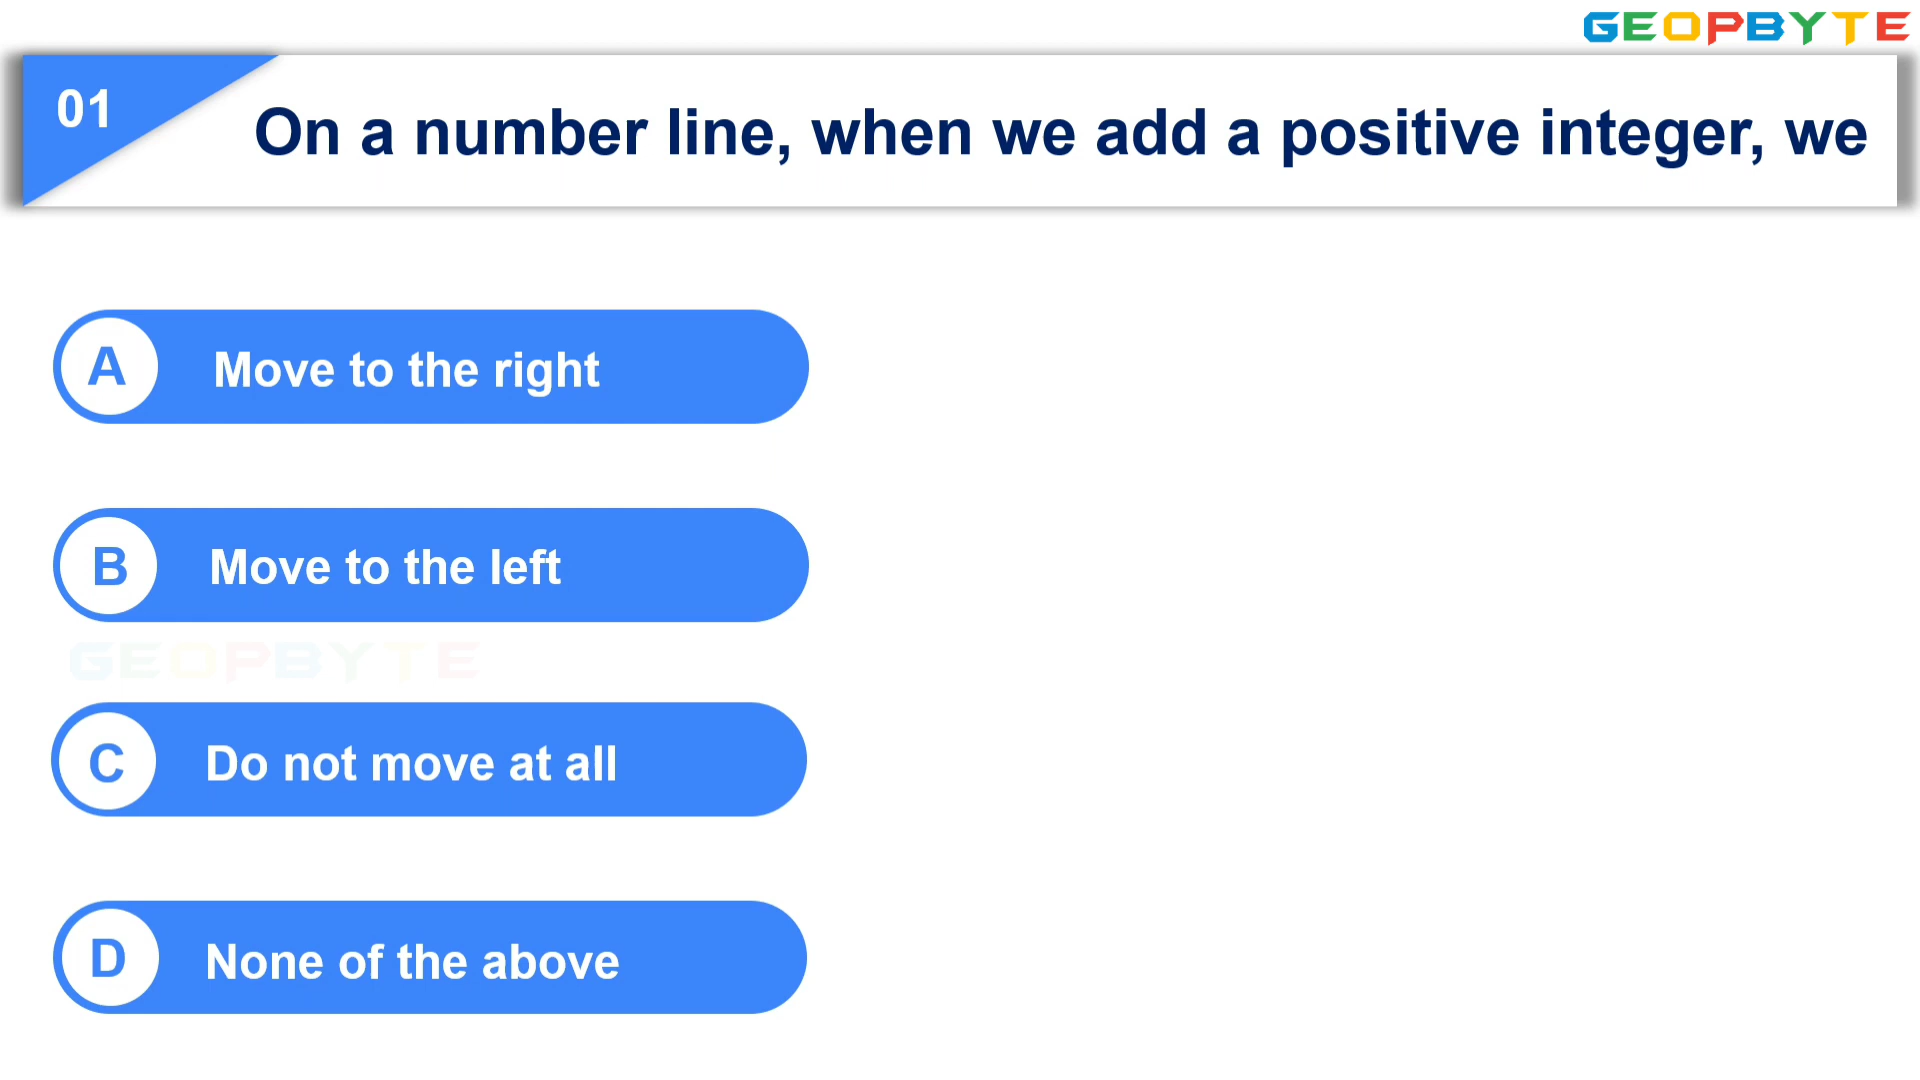 GEOPBYTE
01
On a number line, when we add a positive integer, we
A
Move to the right
B
Move to the left
GEOPBYTE
C
Do not move at all
D
None of the above